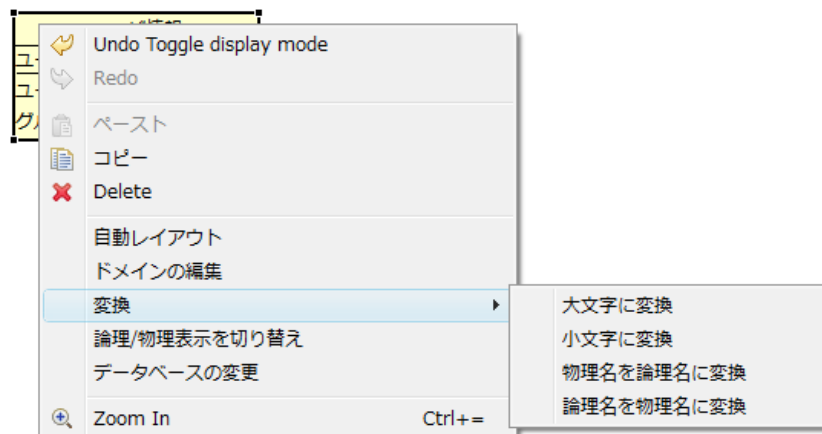 Undo Toggle display mode
Redo
ペースト
コピー
Delete
自動レイアウト
ドメインの編集
変換
大文字に変換
小文字に変換
物理名を論理名に変換
論理名を物理名に変換
論理/物理表示を切り替え
データベースの変更
Zoom In Ctrl+=